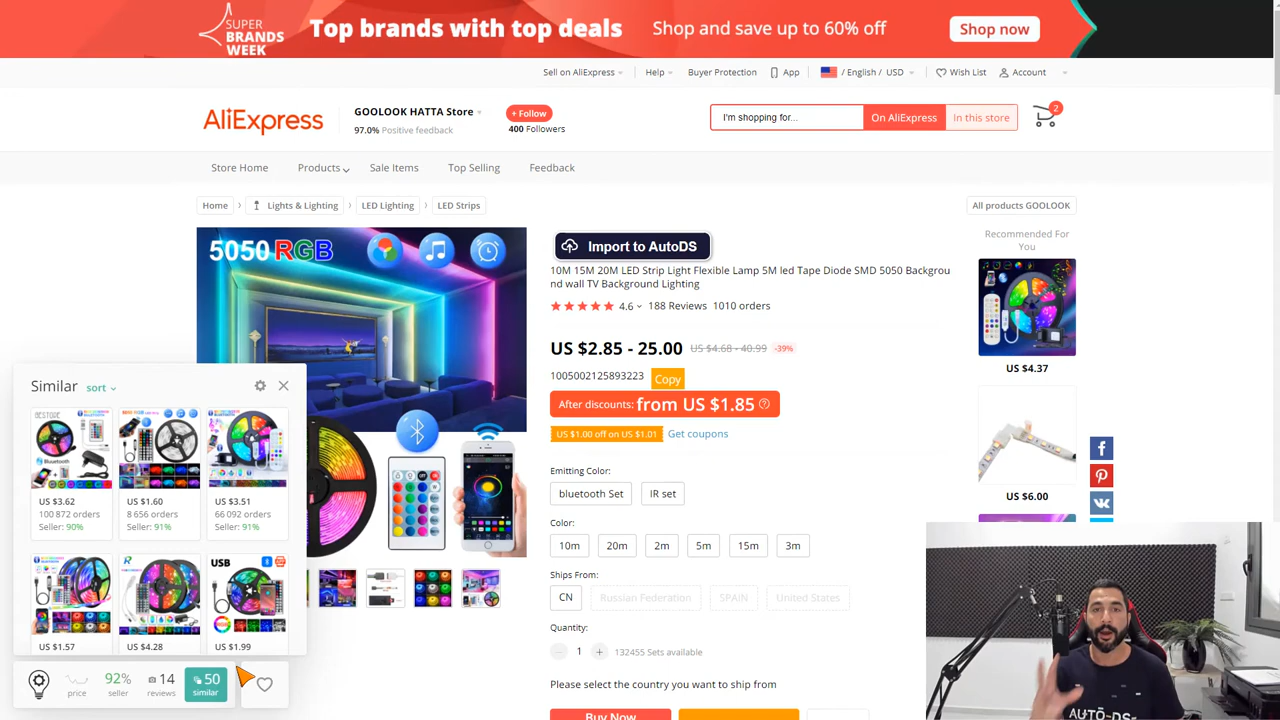 SUPER
BRANDS
WEEK
Top brands with top deals
Shop and save up to 60% off
Shop now
Sell on AliExpress
Help
Buyer Protection
App
/ English / USD
Wish List
Account
AliExpress
GOOLOOK HATTA Store
97.0% Positive feedback
+ Follow
400 Followers
I'm shopping for...
On AliExpress
In this store
2
Store Home
Products
Sale Items
Top Selling
Feedback
Home
Lights & Lighting
LED Lighting
LED Strips
All products GOOLOOK
5050 RGB
Import to AutoDS
10M 15M 20M LED Strip Light Flexible Lamp 5M led Tape Diode SMD 5050 Backgrou
nd wall TV Background Lighting
4.6
188 Reviews
1010 orders
US $2.85 - 25.00
US $4.68 - 40.99
-39%
1005002125893223
Copy
After discounts: from US $1.85
US $1.00 off on US $1.01
Get coupons
Emitting Color:
bluetooth Set
IR set
Color:
10m
20m
2m
5m
15m
3m
Ships From:
CN
Russian Federation
SPAIN
United States
Quantity:
1
132455 Sets available
Please select the country you want to ship from
Buy Now
Recommended For
You
US $4.37
US $6.00
Similar
sort
US $3.62
100 872 orders
Seller: 90%
US $1.60
8 656 orders
Seller: 91%
US $3.51
66 092 orders
Seller: 91%
USB
US $1.57
US $4.28
US $1.99
price
92%
seller
14
reviews
50
similar
AUTO-DS